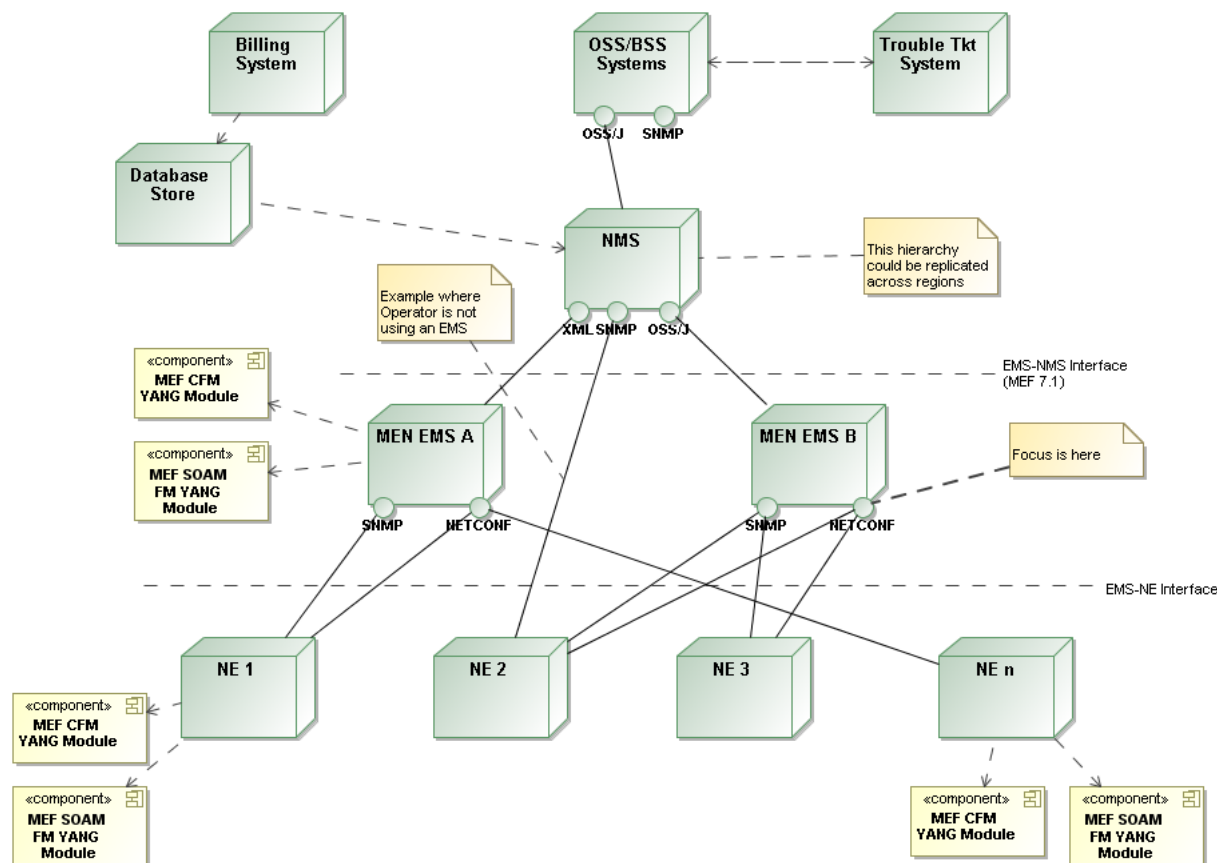 Billing
System
OSS/BSS
Systems
Trouble Tkt
System
OSS/J
SNMP
Database
Store
NMS
This hierarchy
could be replicated
across regions
Example where
Operator is not
using an EMS
XML
SNMP
OSS/J
EMS-NMS Interface
(MEF 7.1)
«component»
MEF CFM
YANG Module
«component»
MEF SOAM
FM YANG
Module
MEN EMS A
MEN EMS B
Focus is here
SNMP
NETCONF
SNMP
NETCONF
EMS-NE Interface
NE 1
NE 2
NE 3
NE n
«component»
MEF CFM
YANG Module
«component»
MEF SOAM
FM YANG
Module
«component»
MEF CFM
YANG Module
«component»
MEF SOAM
FM YANG
Module